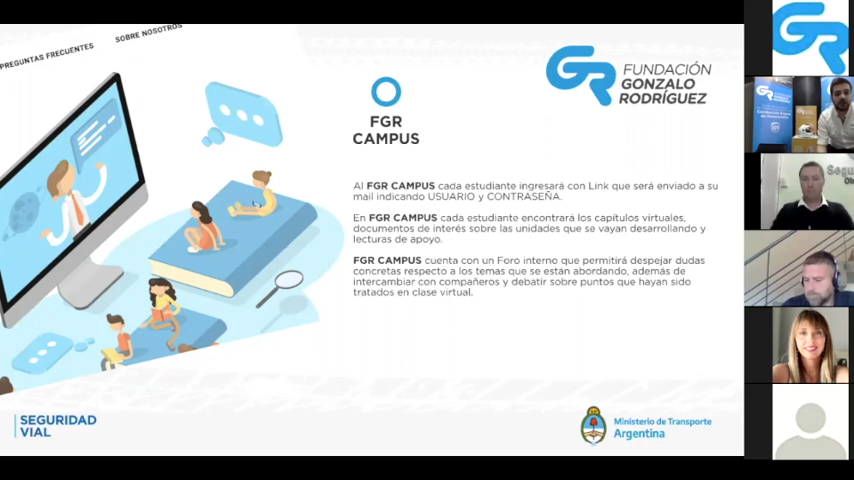 PREGUNTAS FRECUENTES
SOBRE NOSOTROS
GR
FUNDACIÓN
GONZALO
RODRÍGUEZ
FGR
CAMPUS
Al FGR CAMPUS cada estudiante ingresará con Link que será enviado a su
mail indicando USUARIO y CONTRASEÑA.
En FGR CAMPUS cada estudiante encontrará los capítulos virtuales,
documentos de interés sobre las unidades que se vayan desarrollando y
lecturas de apoyo.
FGR CAMPUS cuenta con un Foro interno que permitirá despejar dudas
concretas respecto a los temas que se están abordando, además de
intercambiar con compañeros y debatir sobre puntos que hayan sido
tratados en clase virtual.
SEGURIDAD
VIAL
Ministerio de Transporte
Argentina
GR
GR